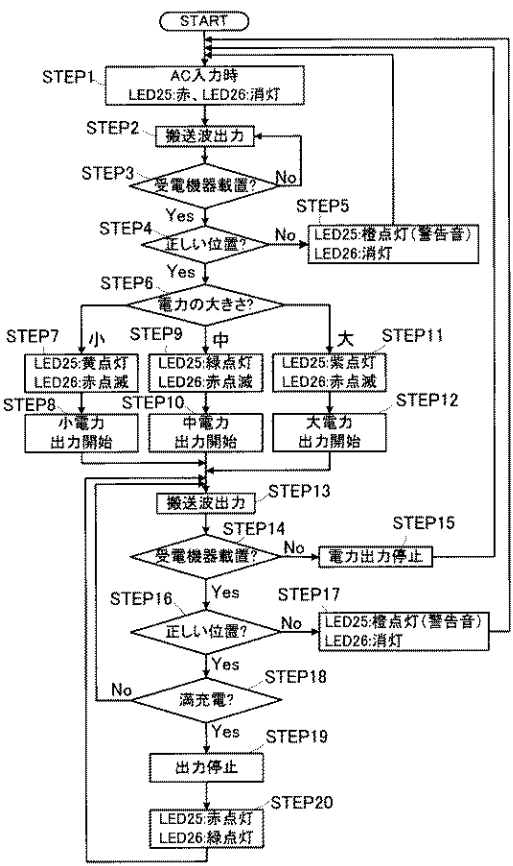 START
STEP1
AC入力時
LED25:赤、LED26:消灯
STEP2
搬送波出力
STEP3
受電機器載置?
No
Yes
STEP4
正しい位置?
No
STEP5
LED25:橙点灯(警告音)
LED26:消灯
Yes
STEP6
電力の大きさ?
小
中
大
STEP7
LED25:黄点灯
LED26:赤点滅
STEP9
LED25:緑点灯
LED26:赤点滅
STEP11
LED25:紫点灯
LED26:赤点滅
STEP8
小電力
出力開始
STEP10
中電力
出力開始
STEP12
大電力
出力開始
STEP13
搬送波出力
STEP14
受電機器載置?
No
STEP15
電力出力停止
Yes
STEP16
正しい位置?
No
STEP17
LED25:橙点灯(警告音)
LED26:消灯
Yes
STEP18
満充電?
No
Yes
STEP19
出力停止
STEP20
LED25:赤点灯
LED26:緑点灯